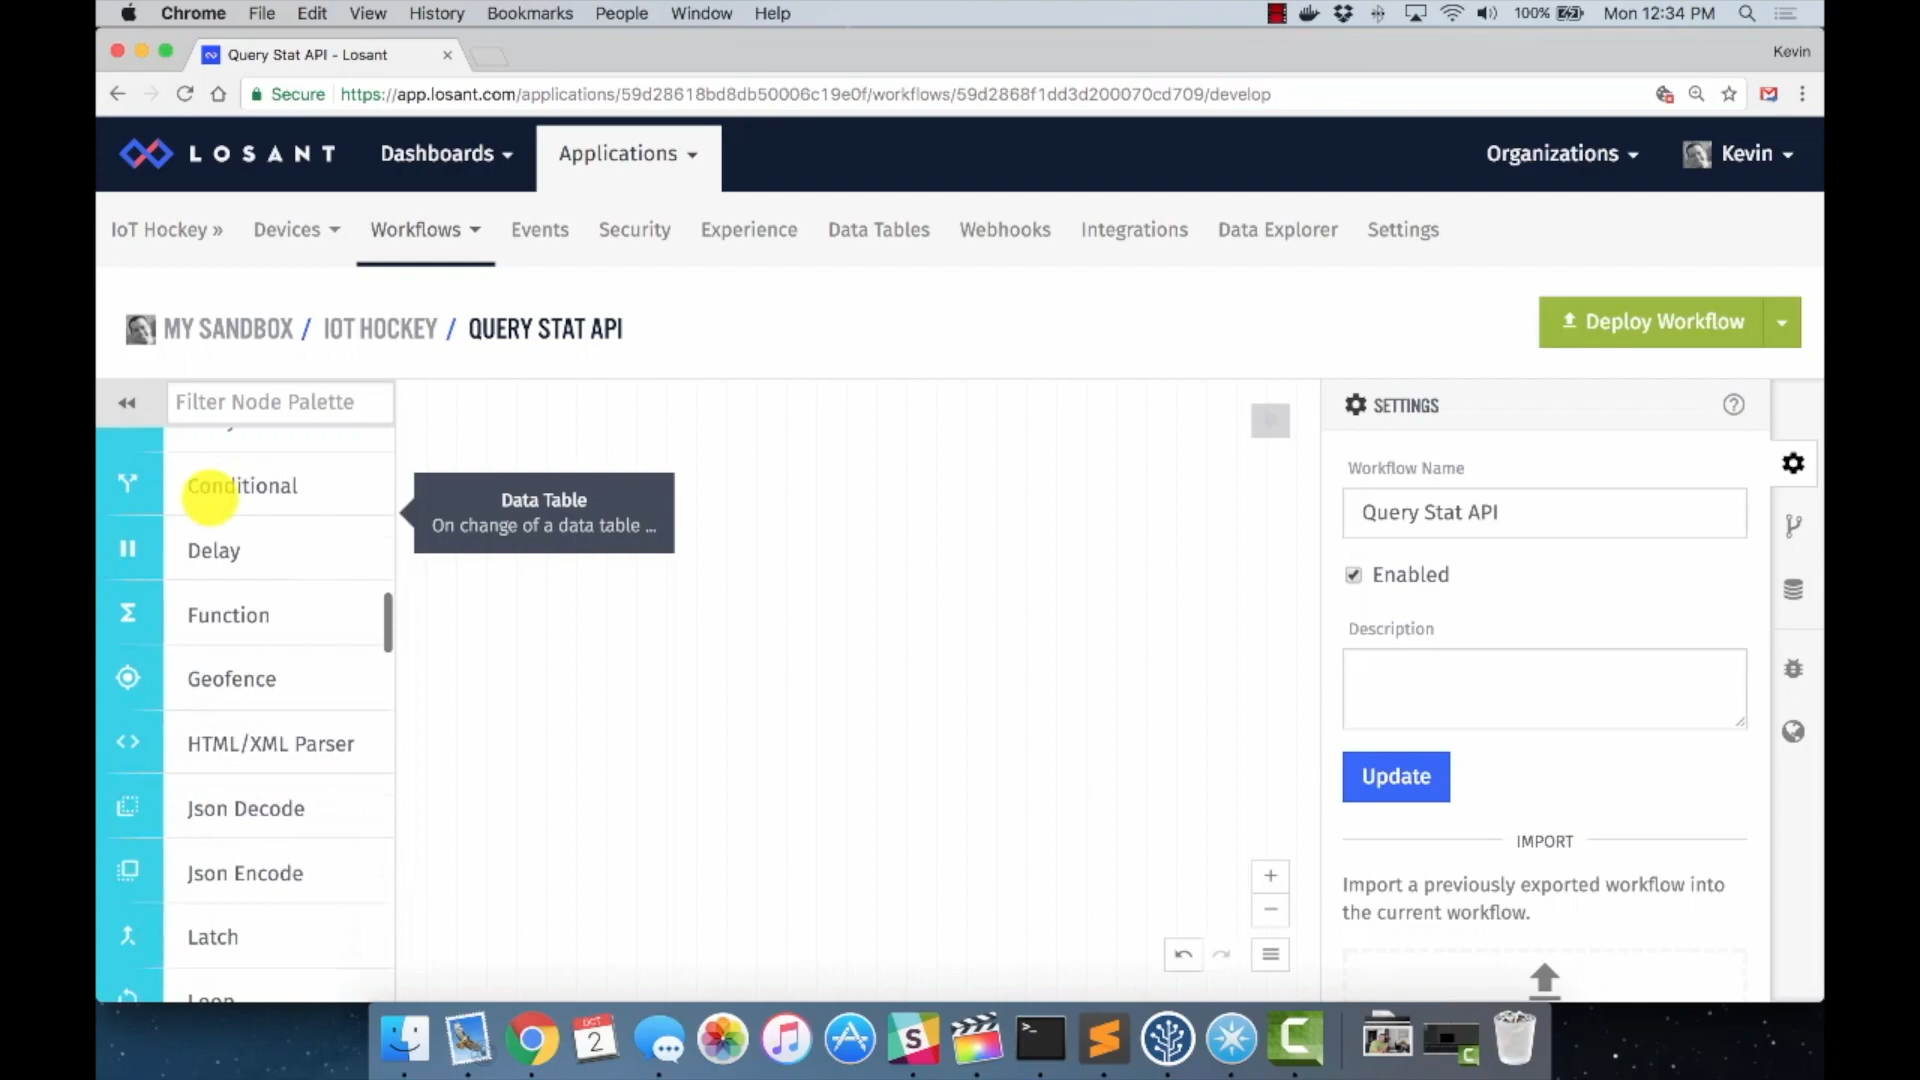 Chrome File Edit View History Bookmarks People Window Help 100% Mon 12:34 PM
Query Stat API - Losant Kevin
Secure https://app.losant.com/applications/59d28618bd8db50006c19e0f/workflows/59d2868f1dd3d200070cd709/develop
LOSANT Dashboards Applications Organizations Kevin
IoT Hockey » Devices Workflows Events Security Experience Data Tables Webhooks Integrations Data Explorer Settings
MY SANDBOX / IOT HOCKEY / QUERY STAT API
Deploy Workflow
Filter Node Palette
Conditional
Delay
Function
Geofence
HTML/XML Parser
Json Decode
Json Encode
Latch
Loop
Data Table
On change of a data table ...
SETTINGS
Workflow Name
Query Stat API
Enabled
Description
Update
IMPORT
Import a previously exported workflow into
the current workflow.
OCT
2